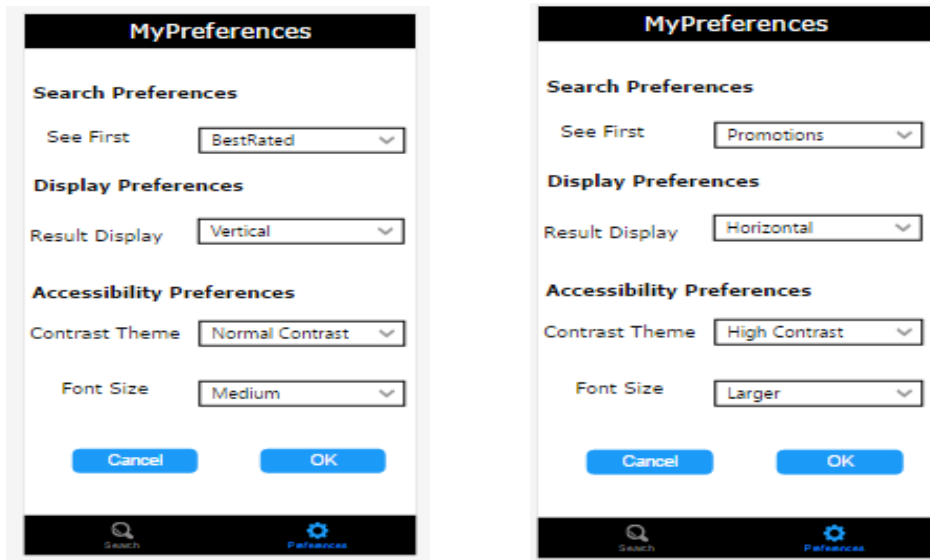 MyPreferences
Search Preferences
See First BestRated
Display Preferences
Result Display Vertical
Accessibility Preferences
Contrast Theme Normal Contrast
Font Size Medium
Cancel OK
Search Preferences
MyPreferences
Search Preferences
See First Promotions
Display Preferences
Result Display Horizontal
Accessibility Preferences
Contrast Theme High Contrast
Font Size Larger
Cancel OK
Search Preferences